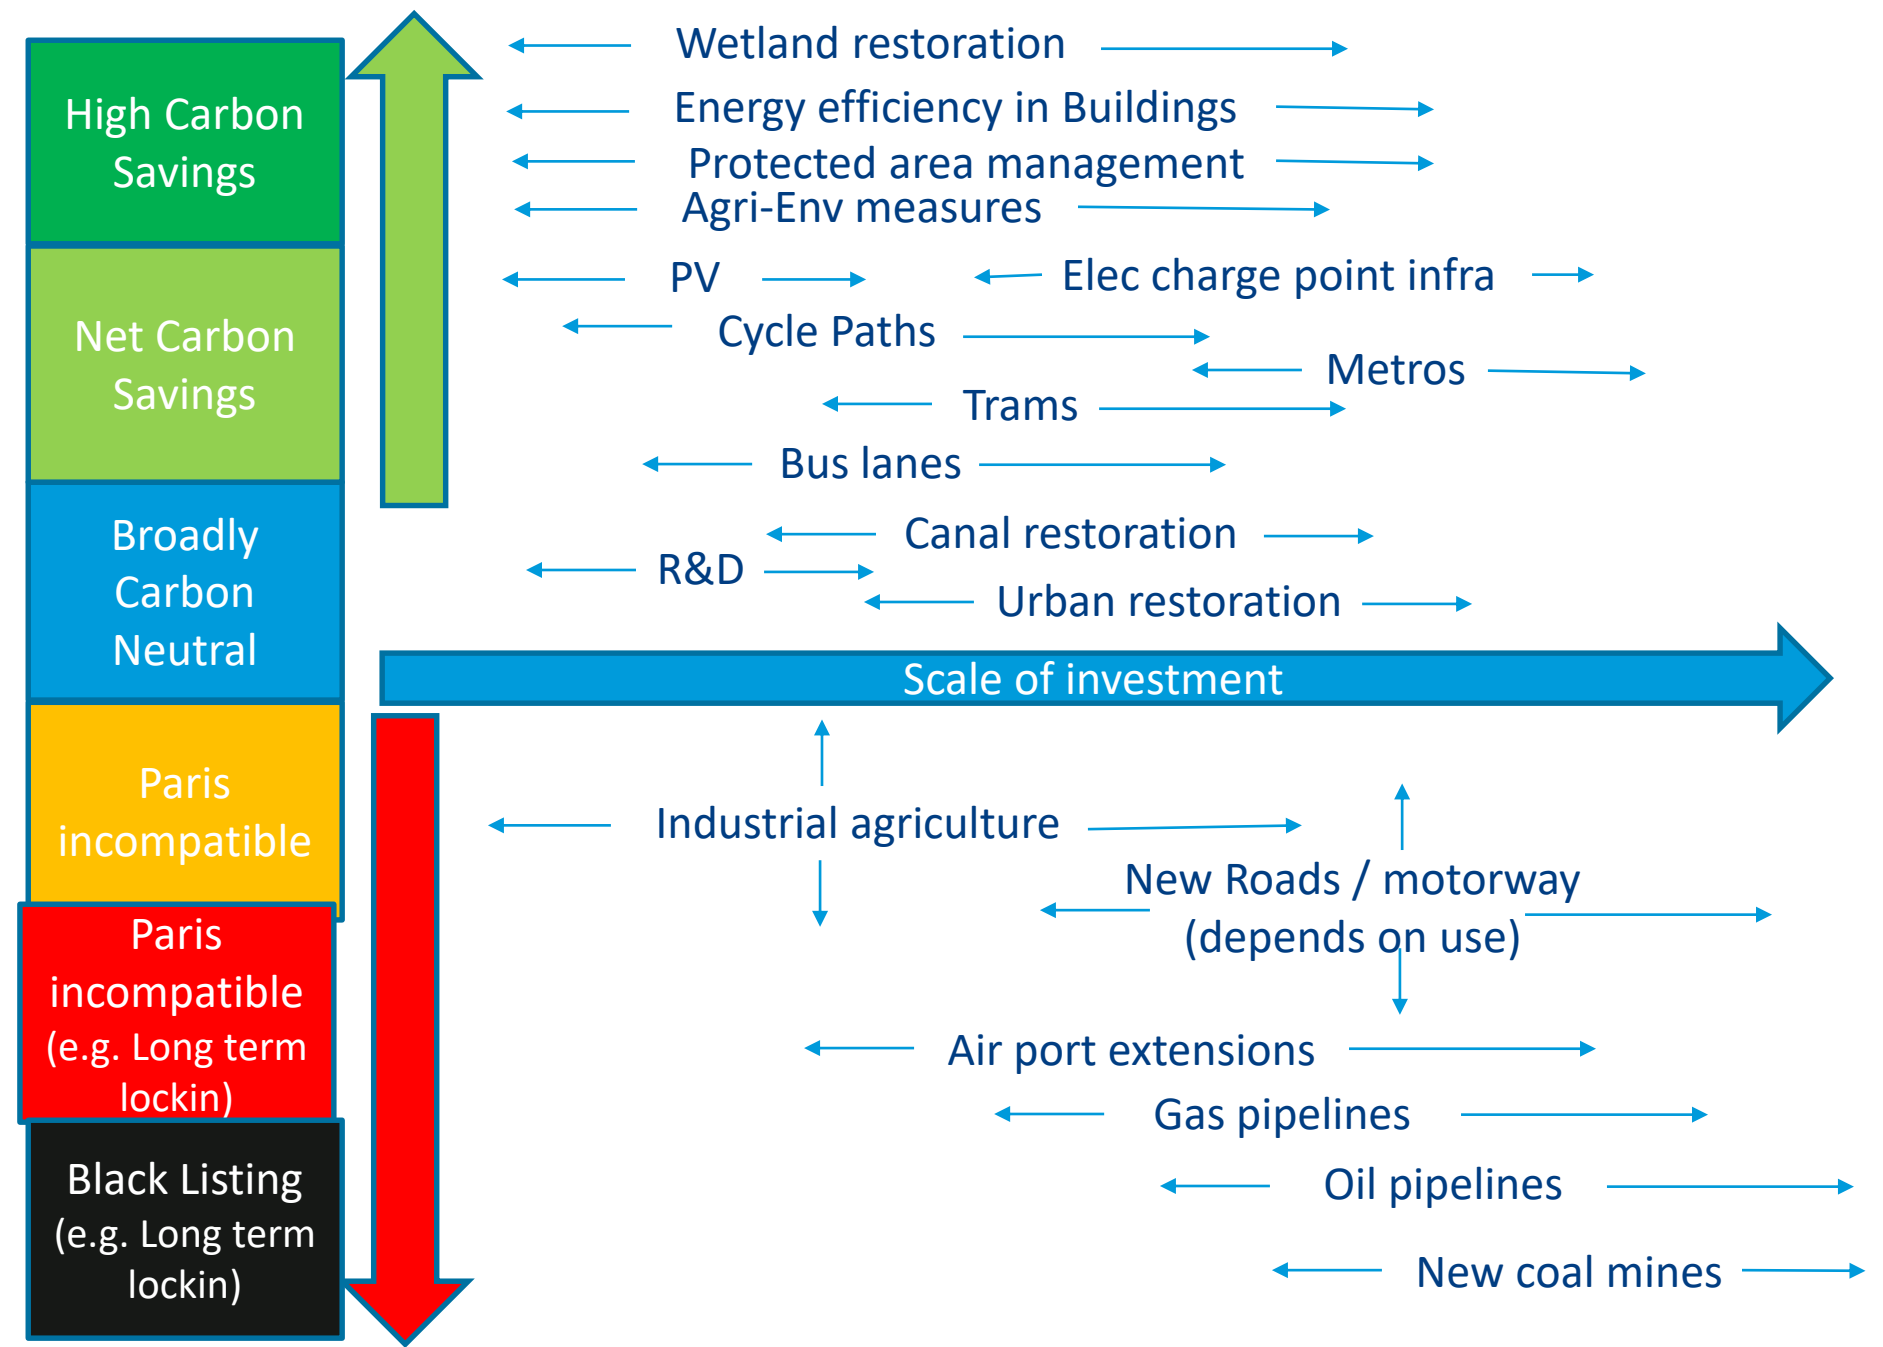 High Carbon
Savings
Net Carbon
Savings
Broadly
Carbon
Neutral
Paris
incompatible
Paris
incompatible
(e.g. Long term
lockin)
Black Listing
(e.g. Long term
lockin)
Wetland restoration
Energy efficiency in Buildings
Protected area management
Agri-Env measures
PV
Elec charge point infra
Cycle Paths
Metros
Trams
Bus lanes
Canal restoration
R&D
Urban restoration
Scale of investment
Industrial agriculture
New Roads / motorway
(depends on use)
Air port extensions
Gas pipelines
Oil pipelines
New coal mines